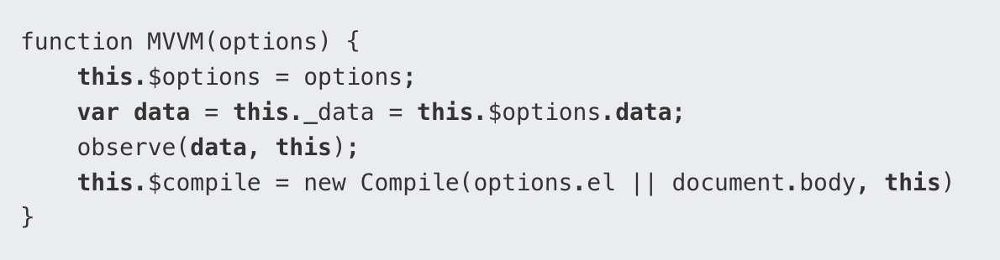 function MVVM(options) {
    this.$options = options;
    var data = this._data = this.$options.data;
    observe(data, this);
    this.$compile = new Compile(options.el || document.body, this)
}